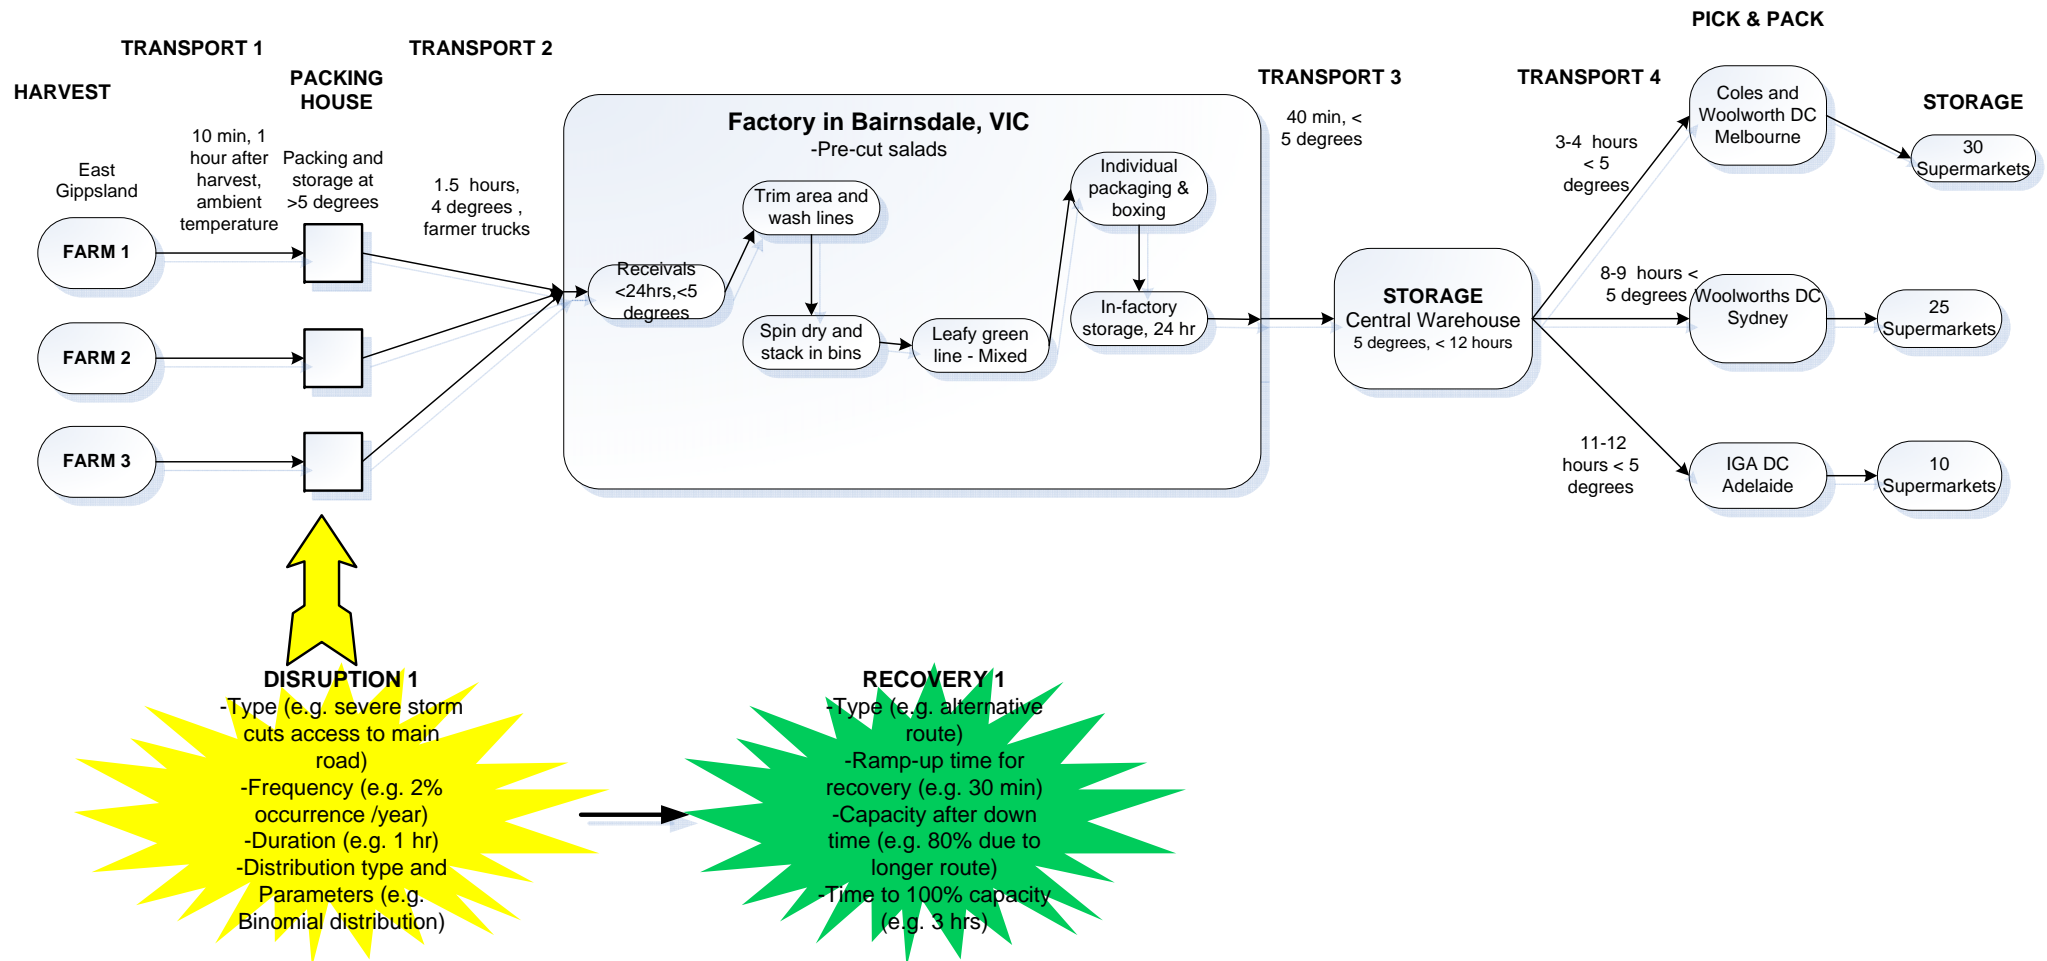 HARVEST
TRANSPORT 1
PACKING
HOUSE
TRANSPORT 2
TRANSPORT 3
TRANSPORT 4
PICK & PACK
STORAGE
East
Gippsland
10 min, 1
hour after
harvest,
ambient
temperature
Packing and
storage at
>5 degrees
1.5  hours,
4 degrees ,
farmer trucks
FARM 1
FARM 2
FARM 3
Factory in Bairnsdale, VIC
-Pre-cut salads
Receivals
<24hrs,<5
degrees
Trim area and
wash lines
Spin dry and
stack in bins
Leafy green
line - Mixed
Individual
packaging &
boxing
In-factory
storage, 24 hr
40 min, <
5 degrees
STORAGE
Central Warehouse
5 degrees, < 12 hours
3-4  hours
< 5
degrees
8-9  hours <
5 degrees
11-12
hours < 5
degrees
Coles and
Woolworth DC
Melbourne
30
Supermarkets
Woolworths DC
Sydney
25
Supermarkets
IGA DC
Adelaide
10
Supermarkets
DISRUPTION 1
-Type (e.g. severe storm
cuts access to main
road)
-Frequency (e.g. 2%
occurrence /year)
-Duration (e.g. 1 hr)
-Distribution type and
Parameters (e.g.
Binomial distribution)
RECOVERY 1
-Type (e.g. alternative
route)
-Ramp-up time for
recovery (e.g. 30 min)
-Capacity after down
time (e.g. 80% due to
longer route)
-Time to 100% capacity
(e.g. 3 hrs)